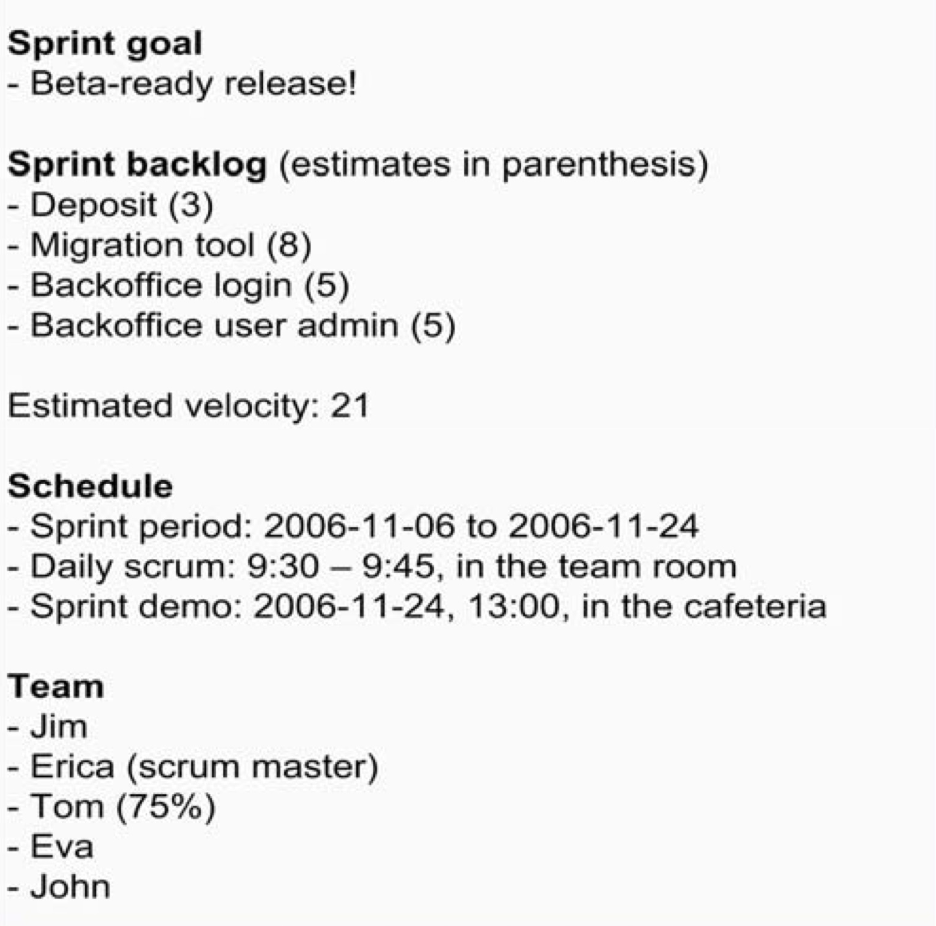 Sprint goal
- Beta-ready release!
Sprint backlog (estimates in parenthesis)
- Deposit (3)
- Migration tool (8)
- Backoffice login (5)
- Backoffice user admin (5)
Estimated velocity: 21
Schedule
- Sprint period: 2006-11-06 to 2006-11-24
- Daily scrum: 9:30 – 9:45, in the team room
- Sprint demo: 2006-11-24, 13:00, in the cafeteria
Team
- Jim
- Erica (scrum master)
- Tom (75%)
- Eva
- John